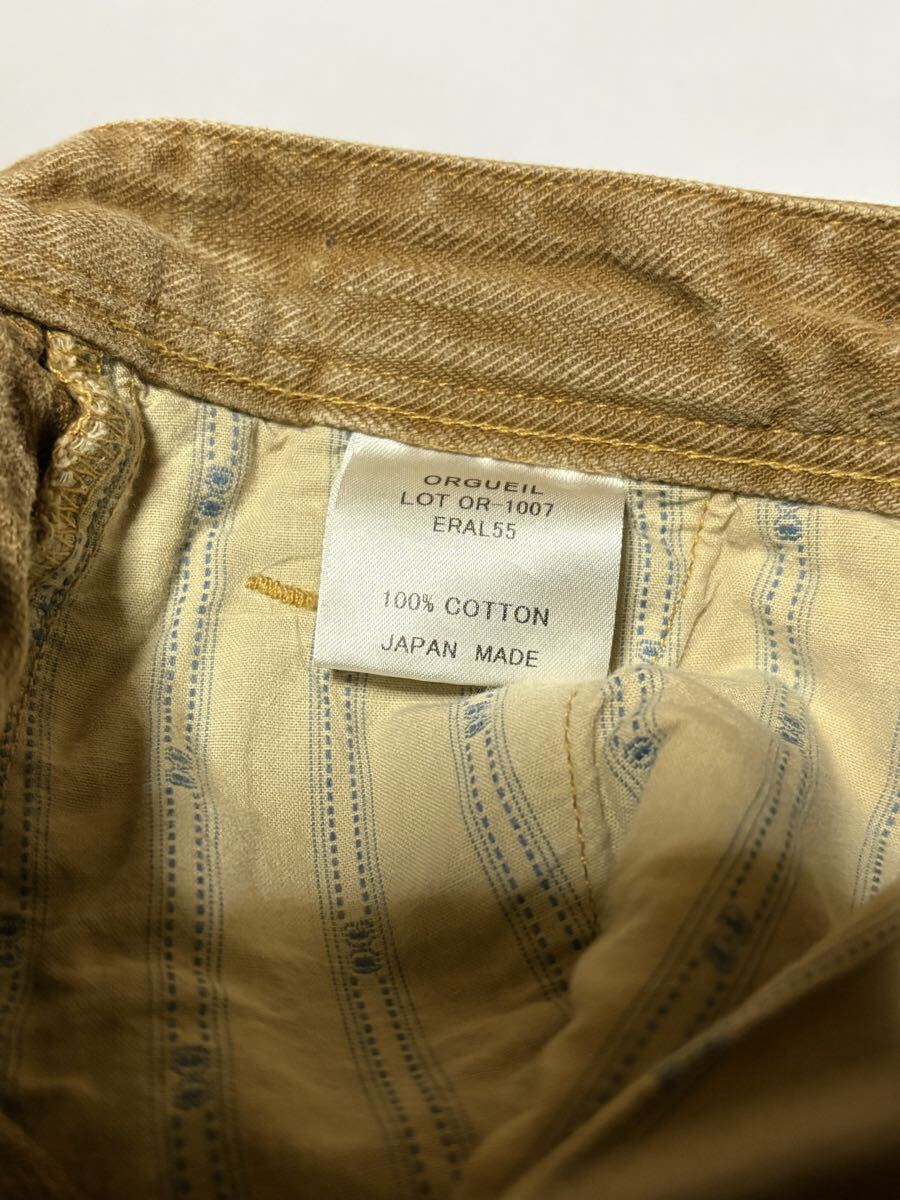 ORGUEIL
LOT OR-1007
ERAL55
100% COTTON
JAPAN MADE